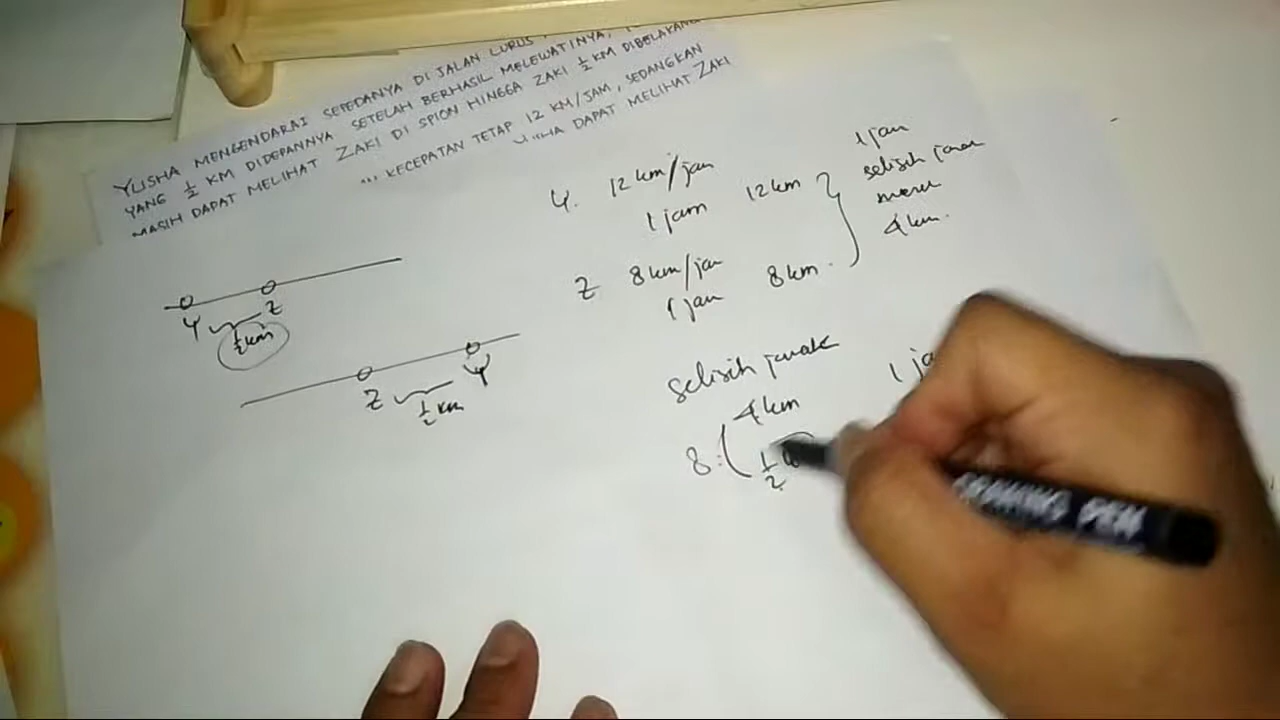 YUSHA MENGENDARAI SEPEDANYA DI JALAN LURUS,
YANG 1/2 KM DIDEPANNYA. SETELAH BERHASIL MELEWATINYA,
MASIH DAPAT MELIHAT ZAKI DI SPION HINGGA ZAKI 1/2 KM DIBELAKANG
KECEPATAN TETAP 12 KM/JAM, SEDANGKAN
DAPAT MELIHAT ZAKI
Y Z
1/2 km
Z Y
1/2 km
Y. 12 km/jam
1 jam 12 km
Z 8 km/jam
1 jam 8 km.
1 jam
selisih jarak
4 km.
selisih jarak
4 km
8: 1/2
DRAWING PEN